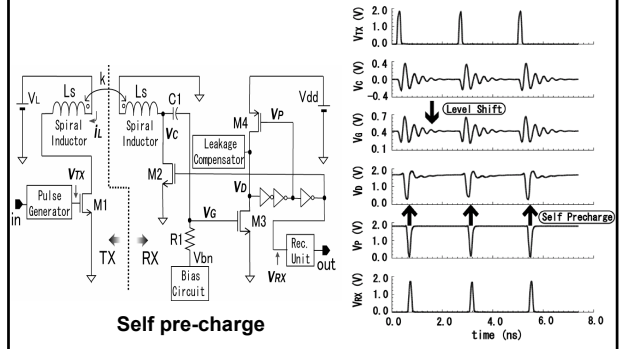 VL
Ls
k
Ls
C1
Vdd
iL
Spiral
Inductor
Spiral
Inductor
VC
M4
VP
Leakage
Compensator
VTX
M2
VD
Pulse
Generator
in
M1
VG
M3
R1
Vbn
TX
RX
Bias
Circuit
VRX
Rec.
Unit
out
Self pre-charge
VTX (V)
2.0
1.0
0.0
VC (V)
0.4
0
-0.4
Level Shift
VG (V)
0.7
0.4
0.1
VD (V)
2.0
1.0
0
Self Precharge
VP (V)
2.0
1.0
0.0
VRX (V)
2.0
1.0
0.0
0.0 2.0 4.0 6.0 8.0
time (ns)